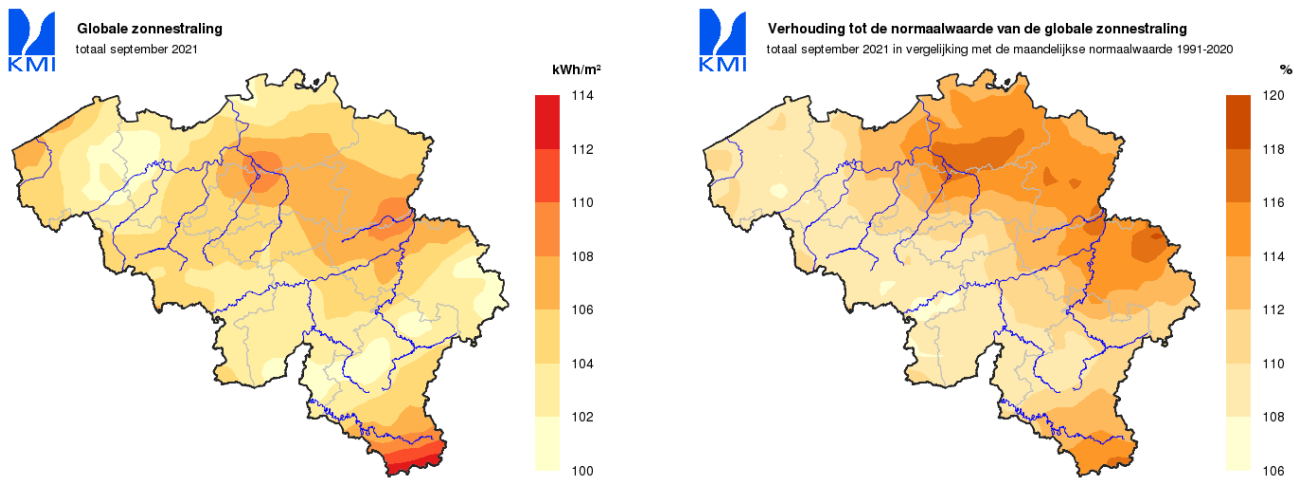 Globale zonnestraling
totaal september 2021
KMI
kWh/m²
114
112
110
108
106
104
102
100
Verhouding tot de normaalwaarde van de globale zonnestraling
totaal september 2021 in vergelijking met de maandelijkse normaalwaarde 1991-2020
KMI
%
120
118
116
114
112
110
108
106